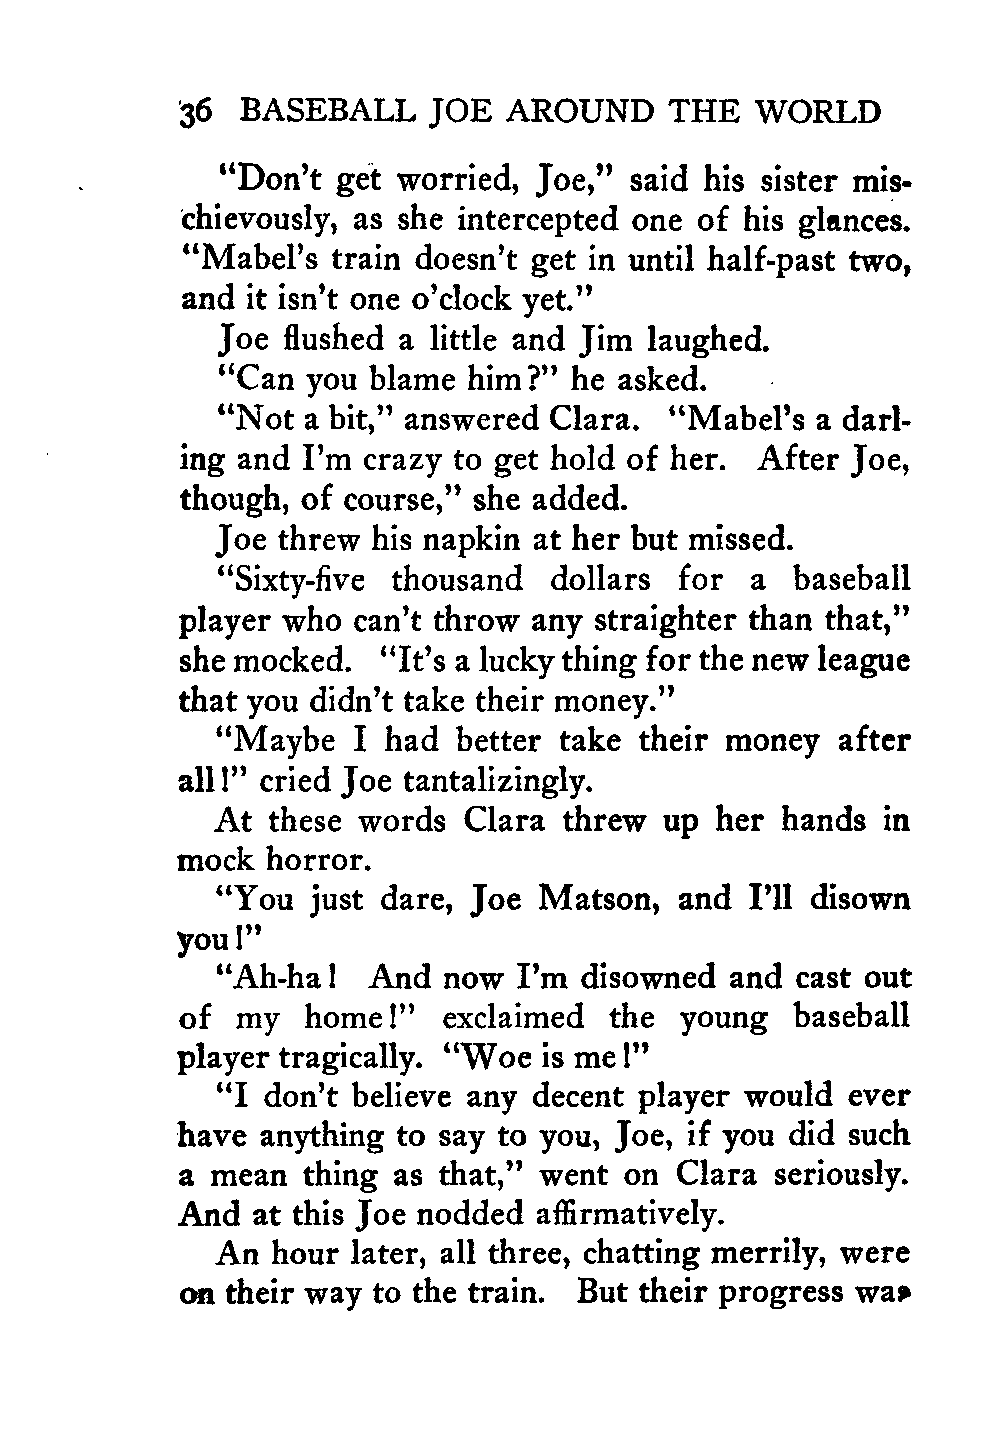 36 BASEBALL JOE AROUND THE WORLD
“Don’t get worried, Joe,” said his sister mis-
chievously, as she intercepted one of his glances.
“Mabel’s train doesn’t get in until half-past two,
and it isn’t one o’clock yet.”
Joe flushed a little and Jim laughed.
“Can you blame him?” he asked.
“Not a bit,” answered Clara. “Mabel’s a darl-
ing and I’m crazy to get hold of her. After Joe,
though, of course,” she added.
Joe threw his napkin at her but missed.
“Sixty-five thousand dollars for a baseball
player who can’t throw any straighter than that,”
she mocked. “It’s a lucky thing for the new league
that you didn’t take their money.”
“Maybe I had better take their money after
all!” cried Joe tantalizingly.
At these words Clara threw up her hands in
mock horror.
“You just dare, Joe Matson, and I’ll disown
you!”
“Ah-ha! And now I’m disowned and cast out
of my home!” exclaimed the young baseball
player tragically. “Woe is me!”
“I don’t believe any decent player would ever
have anything to say to you, Joe, if you did such
a mean thing as that,” went on Clara seriously.
And at this Joe nodded affirmatively.
An hour later, all three, chatting merrily, were
on their way to the train. But their progress was